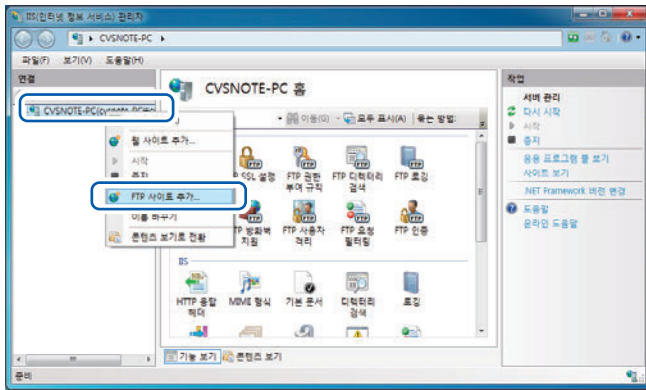 IIS(인터넷 정보 서비스) 관리자
CVSNOTE-PC
파일(F) 보기(V) 도움말(H)
연결
CVSNOTE-PC
웹 사이트 추가...
시작
중지
FTP 사이트 추가...
이름 바꾸기
콘텐츠 보기로 전환
CVSNOTE-PC 홈
이동(G) 모두 표시(A) 묶는 방법:
SSL 설정
FTP 권한 부여 규칙
FTP 디렉터리 검색
FTP 로깅
방화벽 지원
FTP 사용자 격리
FTP 요청 필터링
FTP 인증
IIS
HTTP 응답 헤더
MIME 형식
기본 문서
디렉터리 검색
로깅
기능 보기 콘텐츠 보기
작업
서버 관리
다시 시작
시작
중지
응용 프로그램 풀 보기
사이트 보기
.NET Framework 버전 변경
도움말
온라인 도움말
준비